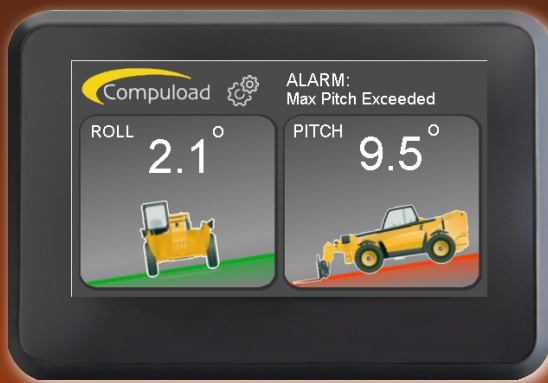 Compuload
ALARM:
Max Pitch Exceeded
ROLL
2.1°
PITCH
9.5°